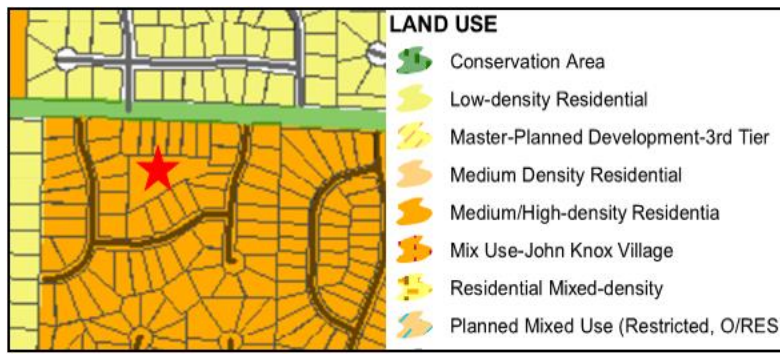 LAND USE
Conservation Area
Low-density Residential
Master-Planned Development-3rd Tier
Medium Density Residential
Medium/High-density Residentia
Mix Use-John Knox Village
Residential Mixed-density
Planned Mixed Use (Restricted, O/RES